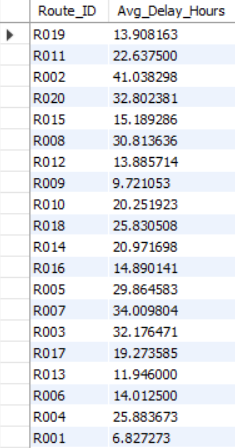 Route_ID Avg_Delay_Hours
R019 13.908163
R011 22.637500
R002 41.038298
R020 32.802381
R015 15.189286
R008 30.813636
R012 13.885714
R009 9.721053
R010 20.251923
R018 25.830508
R014 20.971698
R016 14.890141
R005 29.864583
R007 34.009804
R003 32.176471
R017 19.273585
R013 11.946000
R006 14.012500
R004 25.883673
R001 6.827273